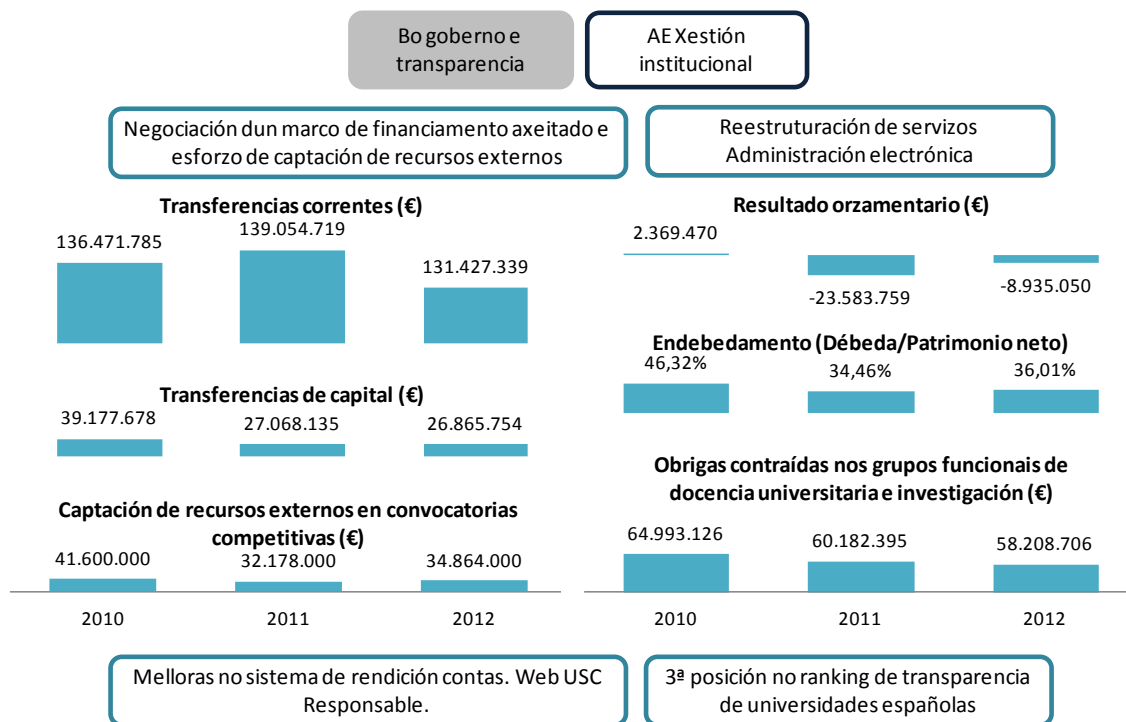 Bo goberno e
transparencia
AE Xestión
institucional
Negociación dun marco de financiamento axeitado e
esforzo de captación de recursos externos
Reestruturación de servizos
Administración electrónica
Transferencias correntes (€)
136.471.785
139.054.719
131.427.339
Transferencias de capital (€)
39.177.678
27.068.135
26.865.754
Captación de recursos externos en convocatorias
competitivas (€)
41.600.000
32.178.000
34.864.000
2010
2011
2012
Resultado orzamentario (€)
2.369.470
-23.583.759
-8.935.050
Endebedamento (Débeda/Patrimonio neto)
46,32%
34,46%
36,01%
Obrigas contraídas nos grupos funcionais de
docencia universitaria e investigación (€)
64.993.126
60.182.395
58.208.706
2010
2011
2012
Melloras no sistema de rendición contas. Web USC
Responsable.
3ª posición no ranking de transparencia
de universidades españolas